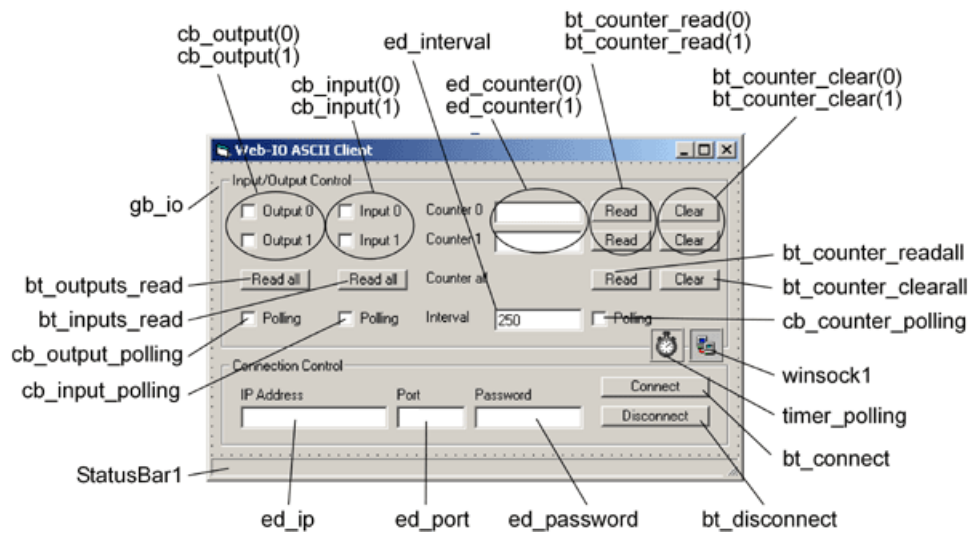 cb_output(0)
cb_output(1)
cb_input(0)
cb_input(1)
ed_interval
ed_counter(0)
ed_counter(1)
bt_counter_read(0)
bt_counter_read(1)
bt_counter_clear(0)
bt_counter_clear(1)
Web-IO ASCII Client
gb_io
Input/Output Control
Output 0 Input 0 Counter 0 Read Clear
Output 1 Input 1 Counter 1 Read Clear
bt_counter_readall
Read all Read all Counter all Read Clear
bt_outputs_read
bt_counter_clearall
bt_inputs_read
Polling Polling Interval 250 Polling
cb_counter_polling
cb_output_polling
cb_input_polling
Connection Control
winsock1
IP Address Port Password Connect
Disconnect
timer_polling
bt_connect
StatusBar1
ed_ip ed_port ed_password bt_disconnect